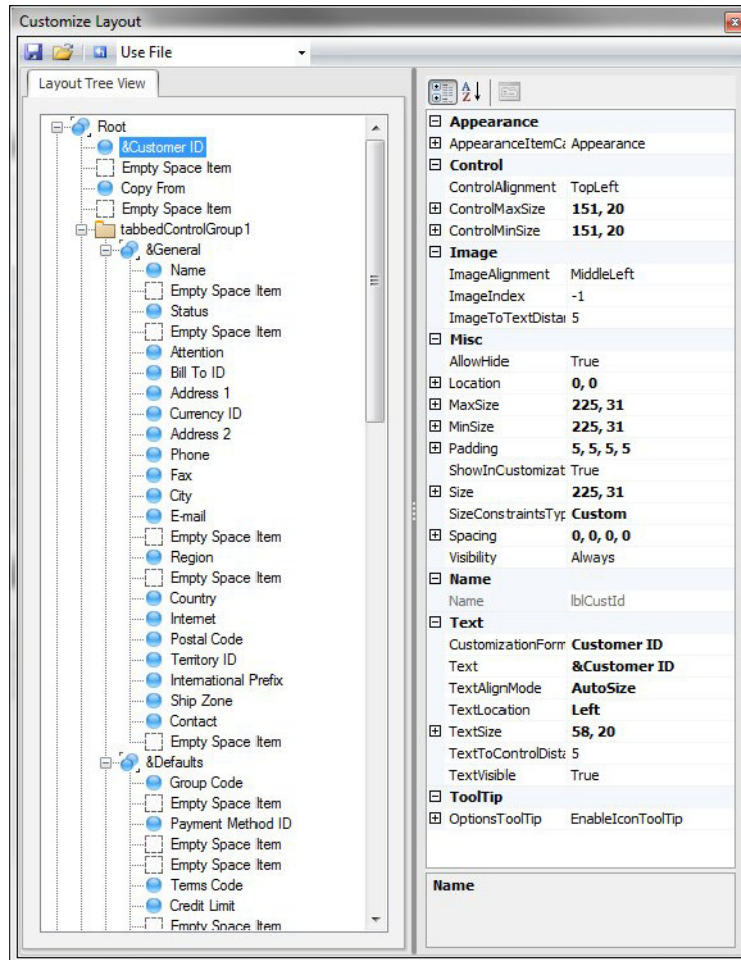 Customize Layout
Use File
Layout Tree View
Root
&Customer ID
Empty Space Item
Copy From
Empty Space Item
tabbedControlGroup1
&General
Name
Empty Space Item
Status
Empty Space Item
Attention
Bill To ID
Address 1
Currency ID
Address 2
Phone
Fax
City
E-mail
Empty Space Item
Region
Empty Space Item
Country
Internet
Postal Code
Territory ID
International Prefix
Ship Zone
Contact
Empty Space Item
&Defaults
Group Code
Empty Space Item
Payment Method ID
Empty Space Item
Empty Space Item
Terms Code
Credit Limit
Empty Space Item
Appearance
AppearanceItemCa Appearance
Control
ControlAlignment TopLeft
ControlMaxSize 151, 20
ControlMinSize 151, 20
Image
ImageAlignment MiddleLeft
ImageIndex -1
ImageToTextDistan 5
Misc
AllowHide True
Location 0, 0
MaxSize 225, 31
MinSize 225, 31
Padding 5, 5, 5, 5
ShowInCustomizat True
Size 225, 31
SizeConstraintsTyp Custom
Spacing 0, 0, 0, 0
Visibility Always
Name
Name lblCustId
Text
CustomizationForm Customer ID
Text &Customer ID
TextAlignMode AutoSize
TextLocation Left
TextSize 58, 20
TextToControlDista 5
TextVisible True
ToolTip
OptionsToolTip EnableIconToolTip
Name